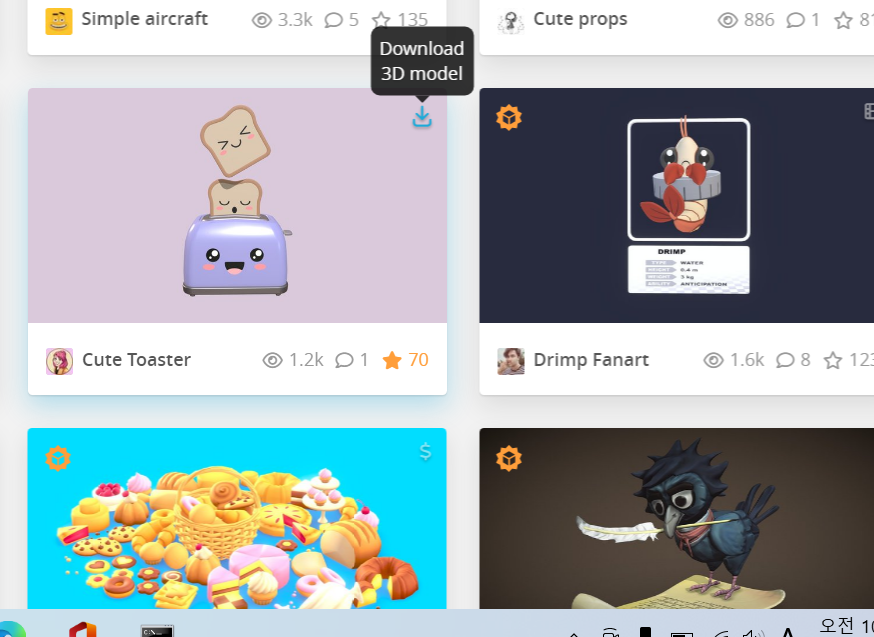 Simple aircraft 3.3k 5 135
Cute props 886 1
Download
3D model
DRIMP
TYPE WATER
HEIGHT 0.4 m
WEIGHT 3 kg
ABILITY ANTICIPATION
Cute Toaster 1.2k 1 70
Drimp Fanart 1.6k 8 123
$
A
오전 10